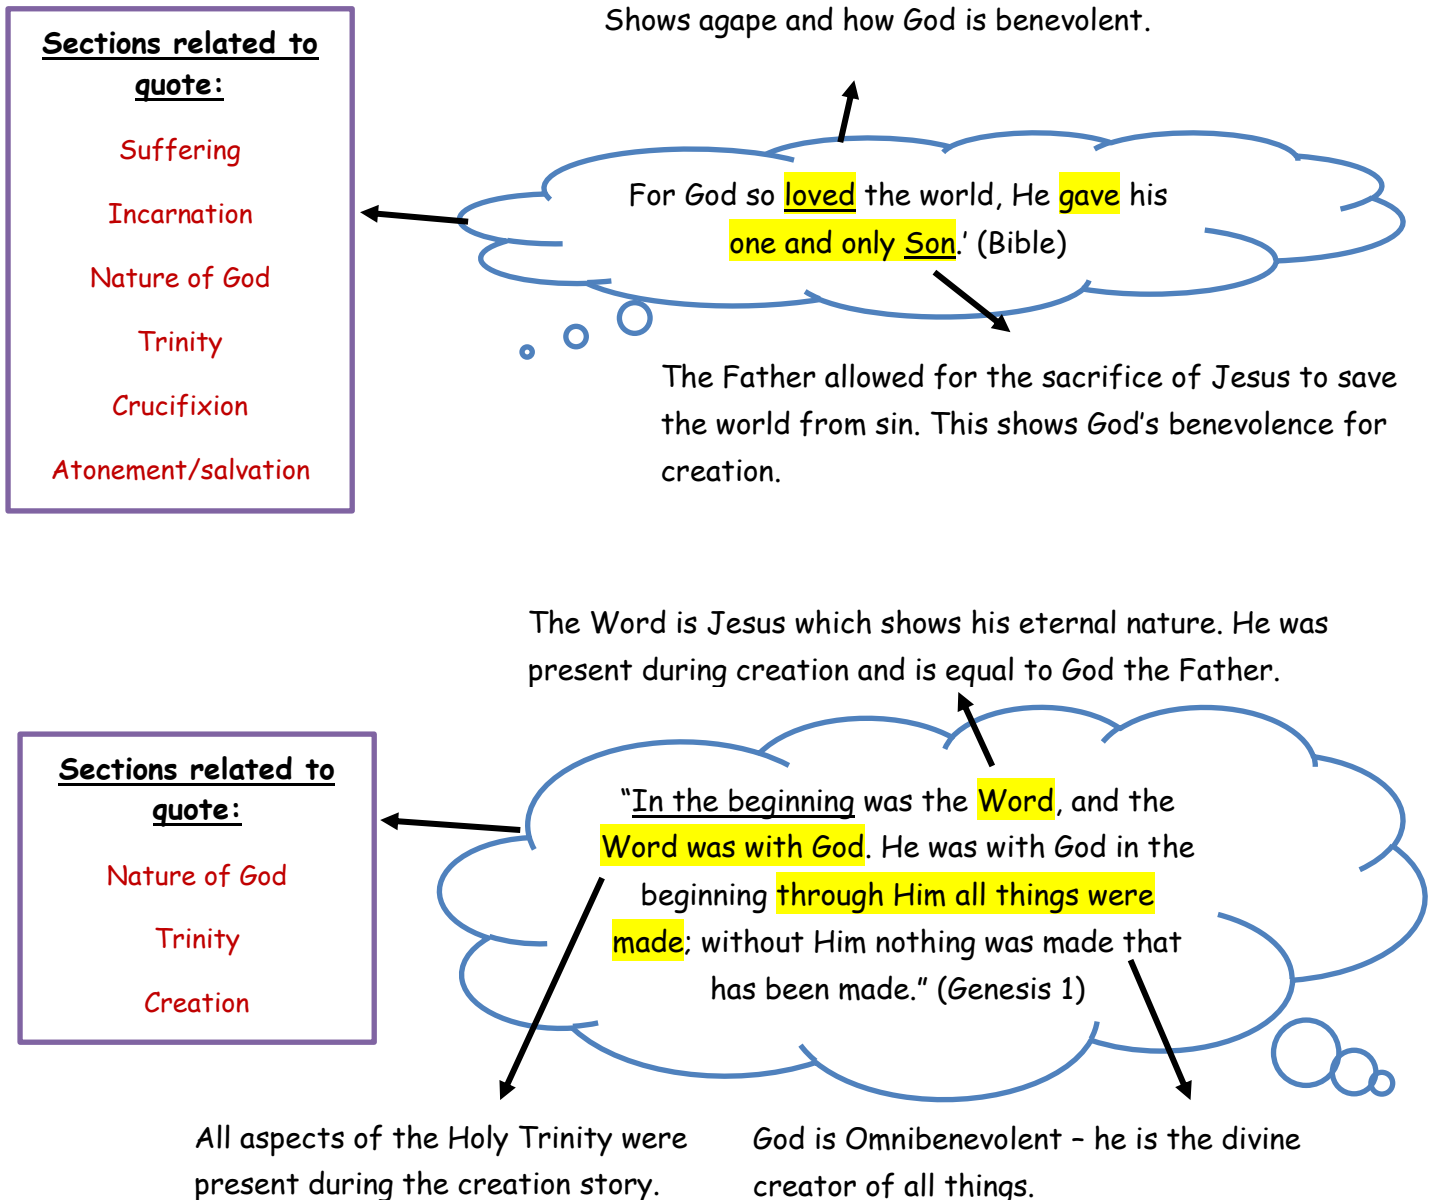 Shows agape and how God is benevolent.
Sections related to
quote:
Suffering
Incarnation
Nature of God
Trinity
Crucifixion
Atonement/salvation
For God so loved the world, He gave his
one and only Son.’ (Bible)
The Father allowed for the sacrifice of Jesus to save
the world from sin. This shows God’s benevolence for
creation.
The Word is Jesus which shows his eternal nature. He was
present during creation and is equal to God the Father.
Sections related to
quote:
Nature of God
Trinity
Creation
“In the beginning was the Word, and the
Word was with God. He was with God in the
beginning through Him all things were
made; without Him nothing was made that
has been made.” (Genesis 1)
All aspects of the Holy Trinity were
present during the creation story.
God is Omnibenevolent – he is the divine
creator of all things.